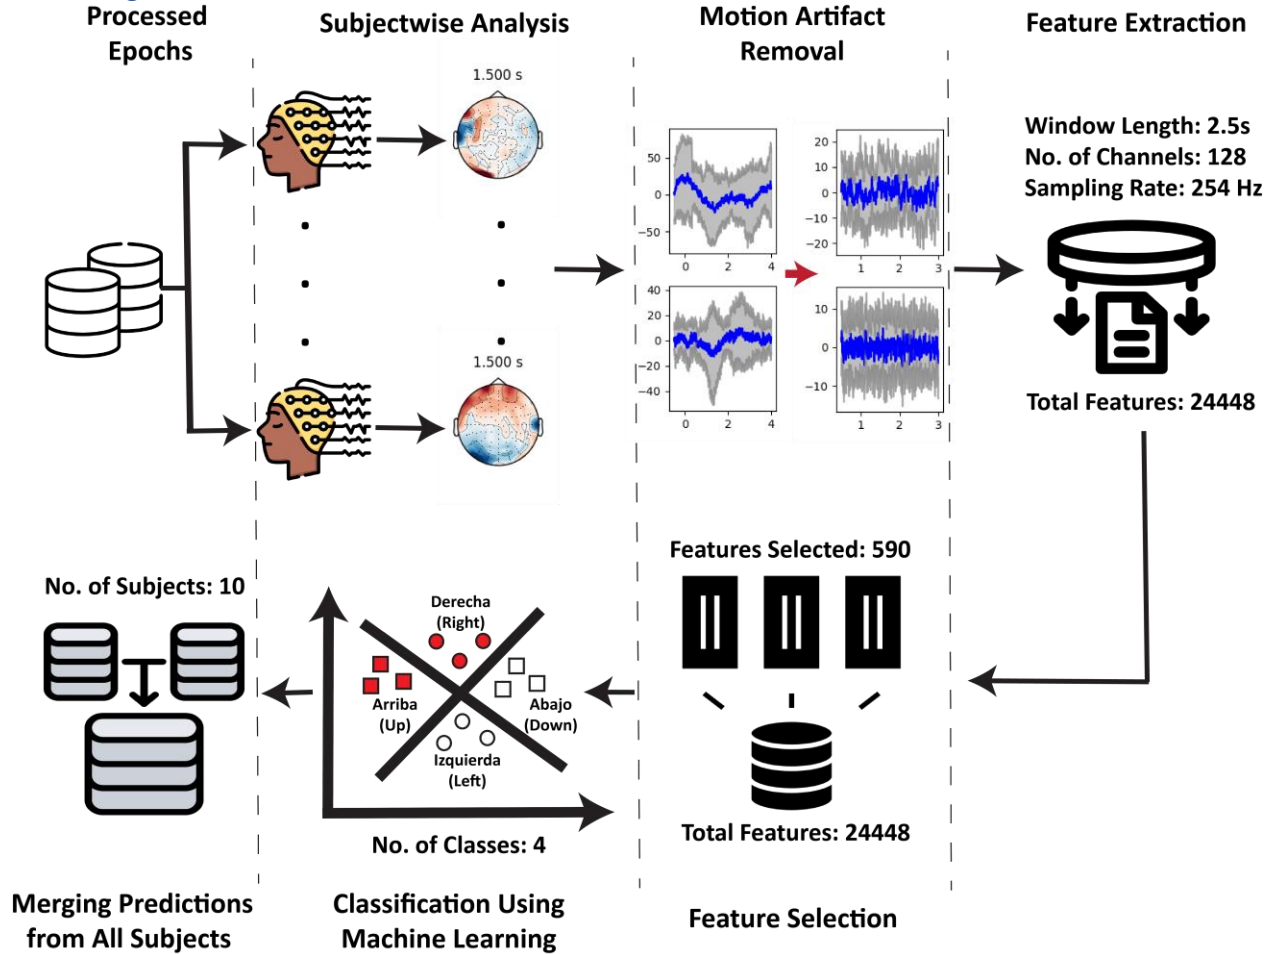 Processed
Epochs
Subjectwise Analysis
Motion Artifact
Removal
Feature Extraction
1.500 s
1.500 s
50
0
−50
0
2
4
20
10
0
−10
−20
1
2
3
40
20
0
−20
−40
0
2
4
10
0
−10
1
2
3
Window Length: 2.5s
No. of Channels: 128
Sampling Rate: 254 Hz
Total Features: 24448
Features Selected: 590
Total Features: 24448
Feature Selection
Derecha
(Right)
Arriba
(Up)
Abajo
(Down)
Izquierda
(Left)
No. of Classes: 4
Classification Using
Machine Learning
No. of Subjects: 10
Merging Predictions
from All Subjects